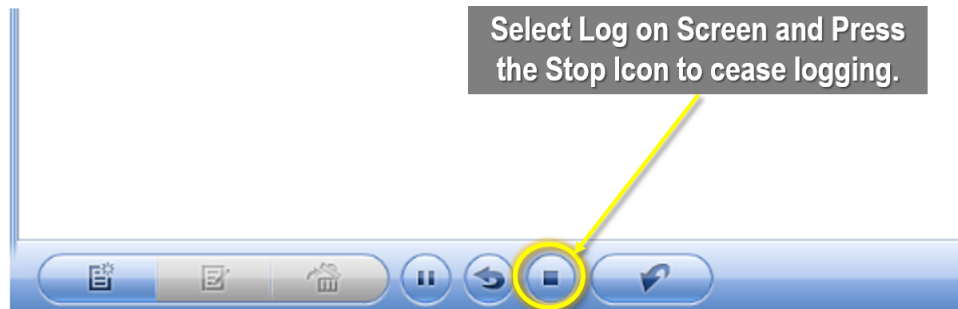 Select Log on Screen and Press
the Stop Icon to cease logging.